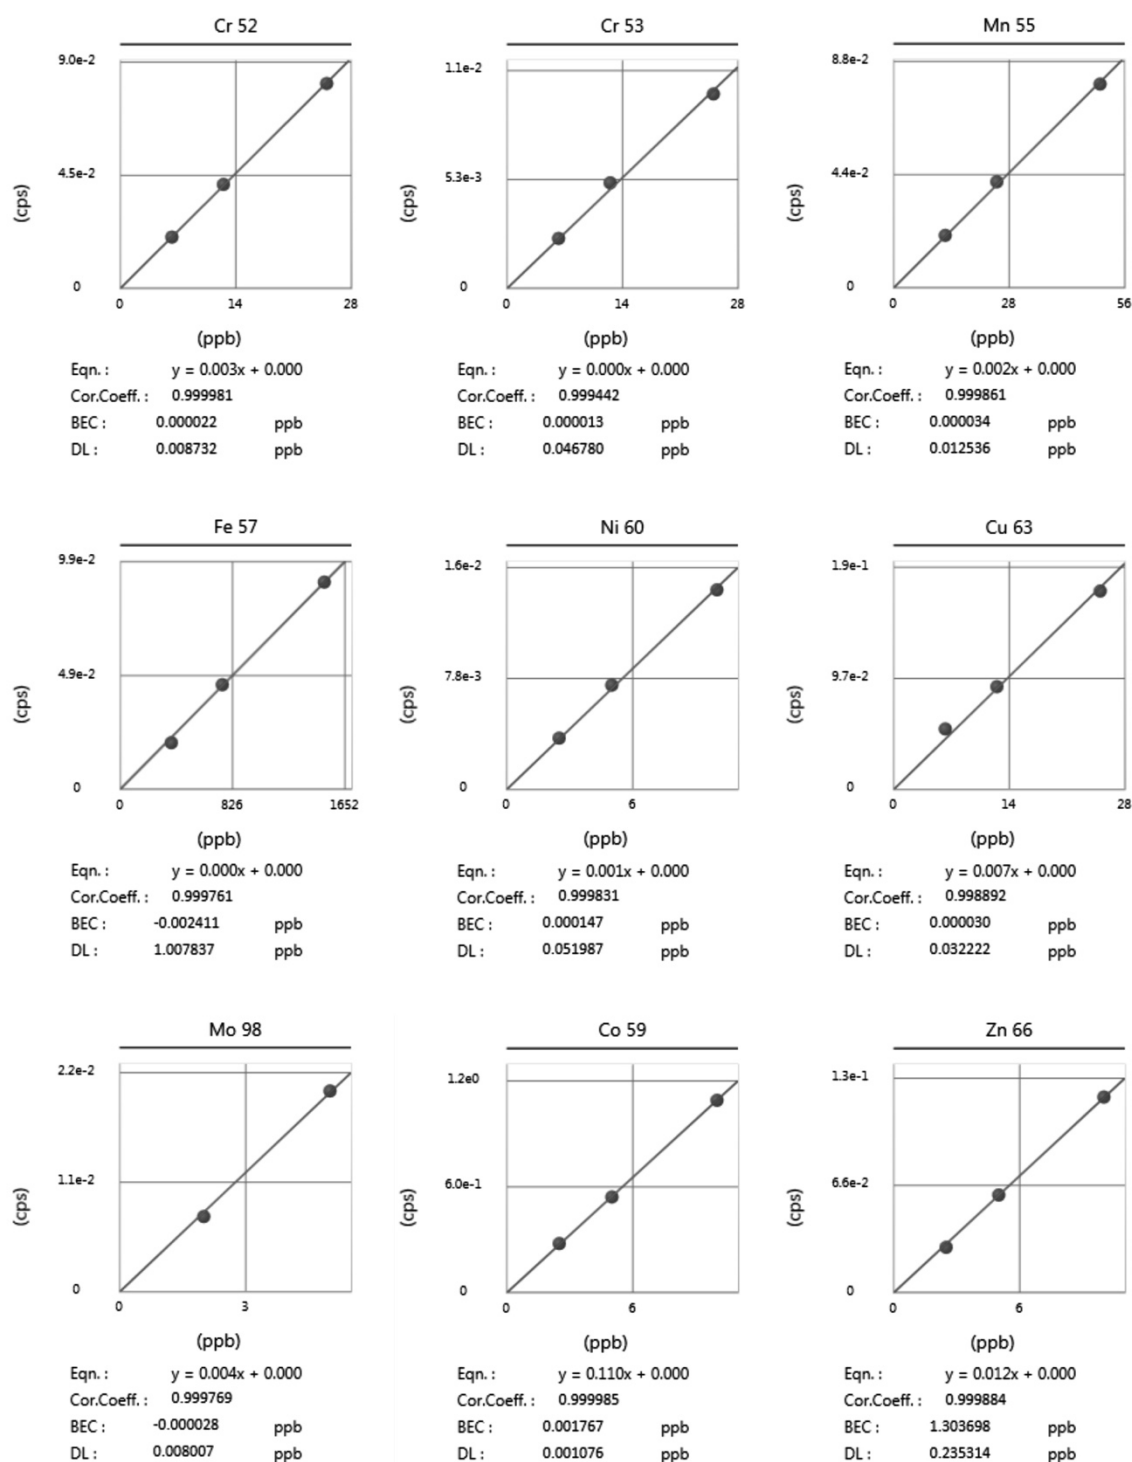 Cr 52
9.0e-2
4.5e-2
0
(cps)
0 14 28
(ppb)
Eqn. : y = 0.003x + 0.000
Cor.Coeff. : 0.999981
BEC : 0.000022 ppb
DL : 0.008732 ppb
Cr 53
1.1e-2
5.3e-3
0
(cps)
0 14 28
(ppb)
Eqn. : y = 0.000x + 0.000
Cor.Coeff. : 0.999442
BEC : 0.000013 ppb
DL : 0.046780 ppb
Mn 55
8.8e-2
4.4e-2
0
(cps)
0 28 56
(ppb)
Eqn. : y = 0.002x + 0.000
Cor.Coeff. : 0.999861
BEC : 0.000034 ppb
DL : 0.012536 ppb
Fe 57
9.9e-2
4.9e-2
0
(cps)
0 826 1652
(ppb)
Eqn. : y = 0.000x + 0.000
Cor.Coeff. : 0.999761
BEC : -0.002411 ppb
DL : 1.007837 ppb
Ni 60
1.6e-2
7.8e-3
0
(cps)
0 6
(ppb)
Eqn. : y = 0.001x + 0.000
Cor.Coeff. : 0.999831
BEC : 0.000147 ppb
DL : 0.051987 ppb
Cu 63
1.9e-1
9.7e-2
0
(cps)
0 14 28
(ppb)
Eqn. : y = 0.007x + 0.000
Cor.Coeff. : 0.998892
BEC : 0.000030 ppb
DL : 0.032222 ppb
Mo 98
2.2e-2
1.1e-2
0
(cps)
0 3
(ppb)
Eqn. : y = 0.004x + 0.000
Cor.Coeff. : 0.999769
BEC : -0.000028 ppb
DL : 0.008007 ppb
Co 59
1.2e0
6.0e-1
0
(cps)
0 6
(ppb)
Eqn. : y = 0.110x + 0.000
Cor.Coeff. : 0.999985
BEC : 0.001767 ppb
DL : 0.001076 ppb
Zn 66
1.3e-1
6.6e-2
0
(cps)
0 6
(ppb)
Eqn. : y = 0.012x + 0.000
Cor.Coeff. : 0.999884
BEC : 1.303698 ppb
DL : 0.235314 ppb